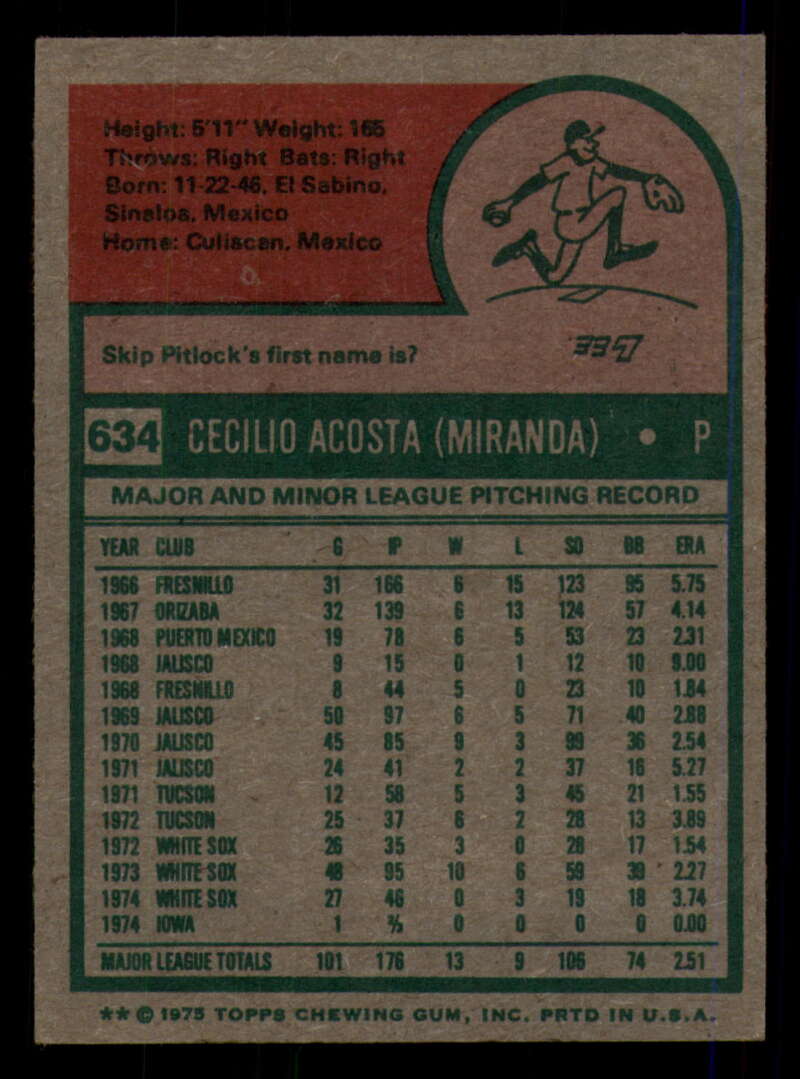 Height: 5'11" Weight: 165
Throws: Right Bats: Right
Born: 11-22-46, El Sabino,
Sinaloa, Mexico
Home: Culiacan, Mexico
Skip Pitlock's first name is?
634 CECILIO ACOSTA (MIRANDA) • P
MAJOR AND MINOR LEAGUE PITCHING RECORD
YEAR CLUB G IP W L SO BB ERA
1966 FRESNILLO 31 166 6 15 123 95 5.75
1967 ORIZABA 32 139 6 13 124 57 4.14
1968 PUERTO MEXICO 19 78 6 5 53 23 2.31
1968 JALISCO 9 15 0 1 12 10 9.00
1968 FRESNILLO 8 44 5 0 23 10 1.84
1969 JALISCO 50 97 6 5 71 40 2.88
1970 JALISCO 45 85 9 3 99 36 2.54
1971 JALISCO 24 41 2 2 37 16 5.27
1971 TUCSON 12 58 5 3 45 21 1.55
1972 TUCSON 25 37 6 2 28 13 3.89
1972 WHITE SOX 26 35 3 0 28 17 1.54
1973 WHITE SOX 48 95 10 6 59 39 2.27
1974 WHITE SOX 27 46 0 3 19 18 3.74
1974 IOWA 1 ⅔ 0 0 0 0 0.00
MAJOR LEAGUE TOTALS 101 176 13 9 106 74 2.51
** © 1975 TOPPS CHEWING GUM, INC. PRTD IN U.S.A.